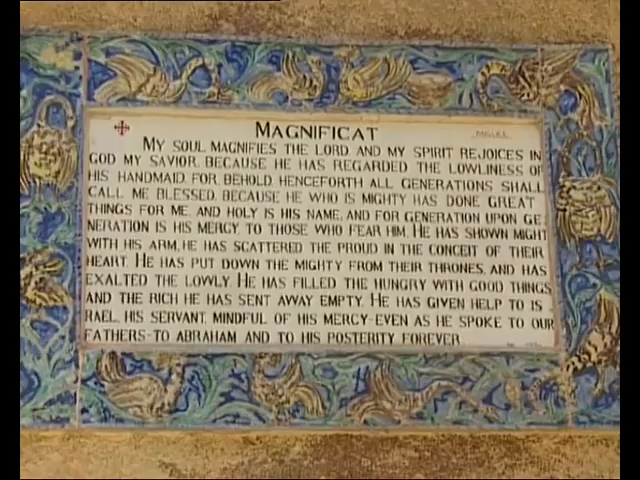 MAGNIFICAT
MY SOUL MAGNIFIES THE LORD AND MY SPIRIT REJOICES IN
GOD MY SAVIOR. BECAUSE HE HAS REGARDED THE LOWLINESS OF
HIS HANDMAID. FOR, BEHOLD, HENCEFORTH ALL GENERATIONS SHALL
CALL ME BLESSED, BECAUSE HE WHO IS MIGHTY HAS DONE GREAT
THINGS FOR ME, AND HOLY IS HIS NAME, AND FOR GENERATION UPON GE
NERATION IS HIS MERCY, TO THOSE WHO FEAR HIM. HE HAS SHOWN MIGHT
WITH HIS ARM, HE HAS SCATTERED THE PROUD IN THE CONCEIT OF THEIR
HEART. HE HAS PUT DOWN THE MIGHTY FROM THEIR THRONES, AND HAS
EXALTED THE LOWLY. HE HAS FILLED THE HUNGRY WITH GOOD THINGS
AND THE RICH HE HAS SENT AWAY EMPTY. HE HAS GIVEN HELP TO IS
RAEL, HIS SERVANT, MINDFUL OF HIS MERCY-EVEN AS HE SPOKE TO OUR
FATHERS-TO ABRAHAM AND TO HIS POSTERITY FOREVER